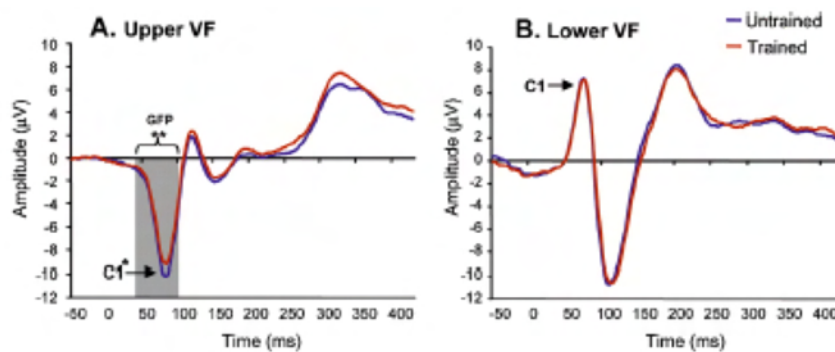 A. Upper VF
Amplitude (µV)
10
8
6
4
2
0
-2
-4
-6
-8
-10
-12
GFP
**
C1*
-50 0 50 100 150 200 250 300 350 400
Time (ms)
B. Lower VF
Untrained
Trained
Amplitude (µV)
10
8
6
4
2
0
-2
-4
-6
-8
-10
-12
C1
-50 0 50 100 150 200 250 300 350 400
Time (ms)